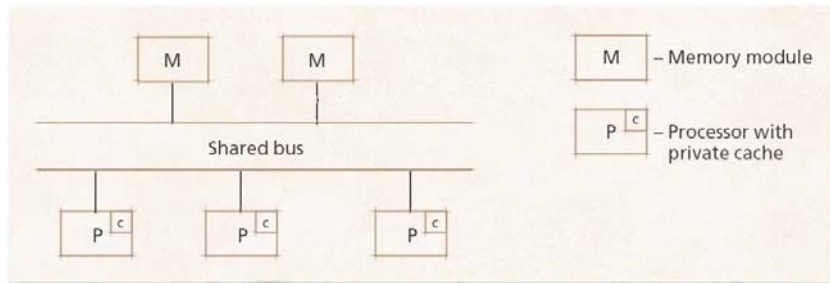 M M
M – Memory module
P c – Processor with
private cache
Shared bus
P c P c P c